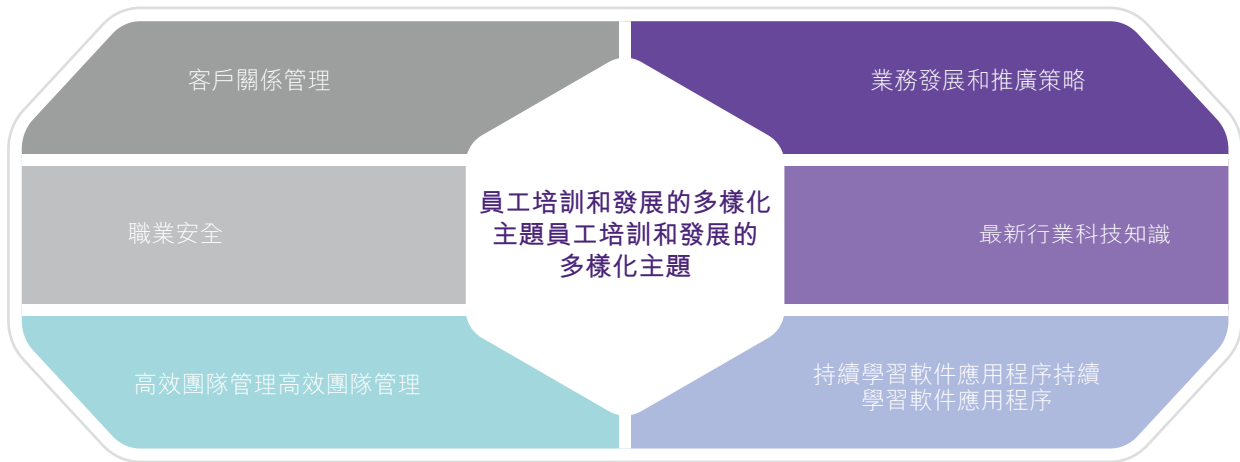 客戶關係管理
業務發展和推廣策略
員工培訓和發展的多樣化
主題員工培訓和發展的
多樣化主題
職業安全
最新行業科技知識
高效團隊管理高效團隊管理
持續學習軟件應用程序持續
學習軟件應用程序